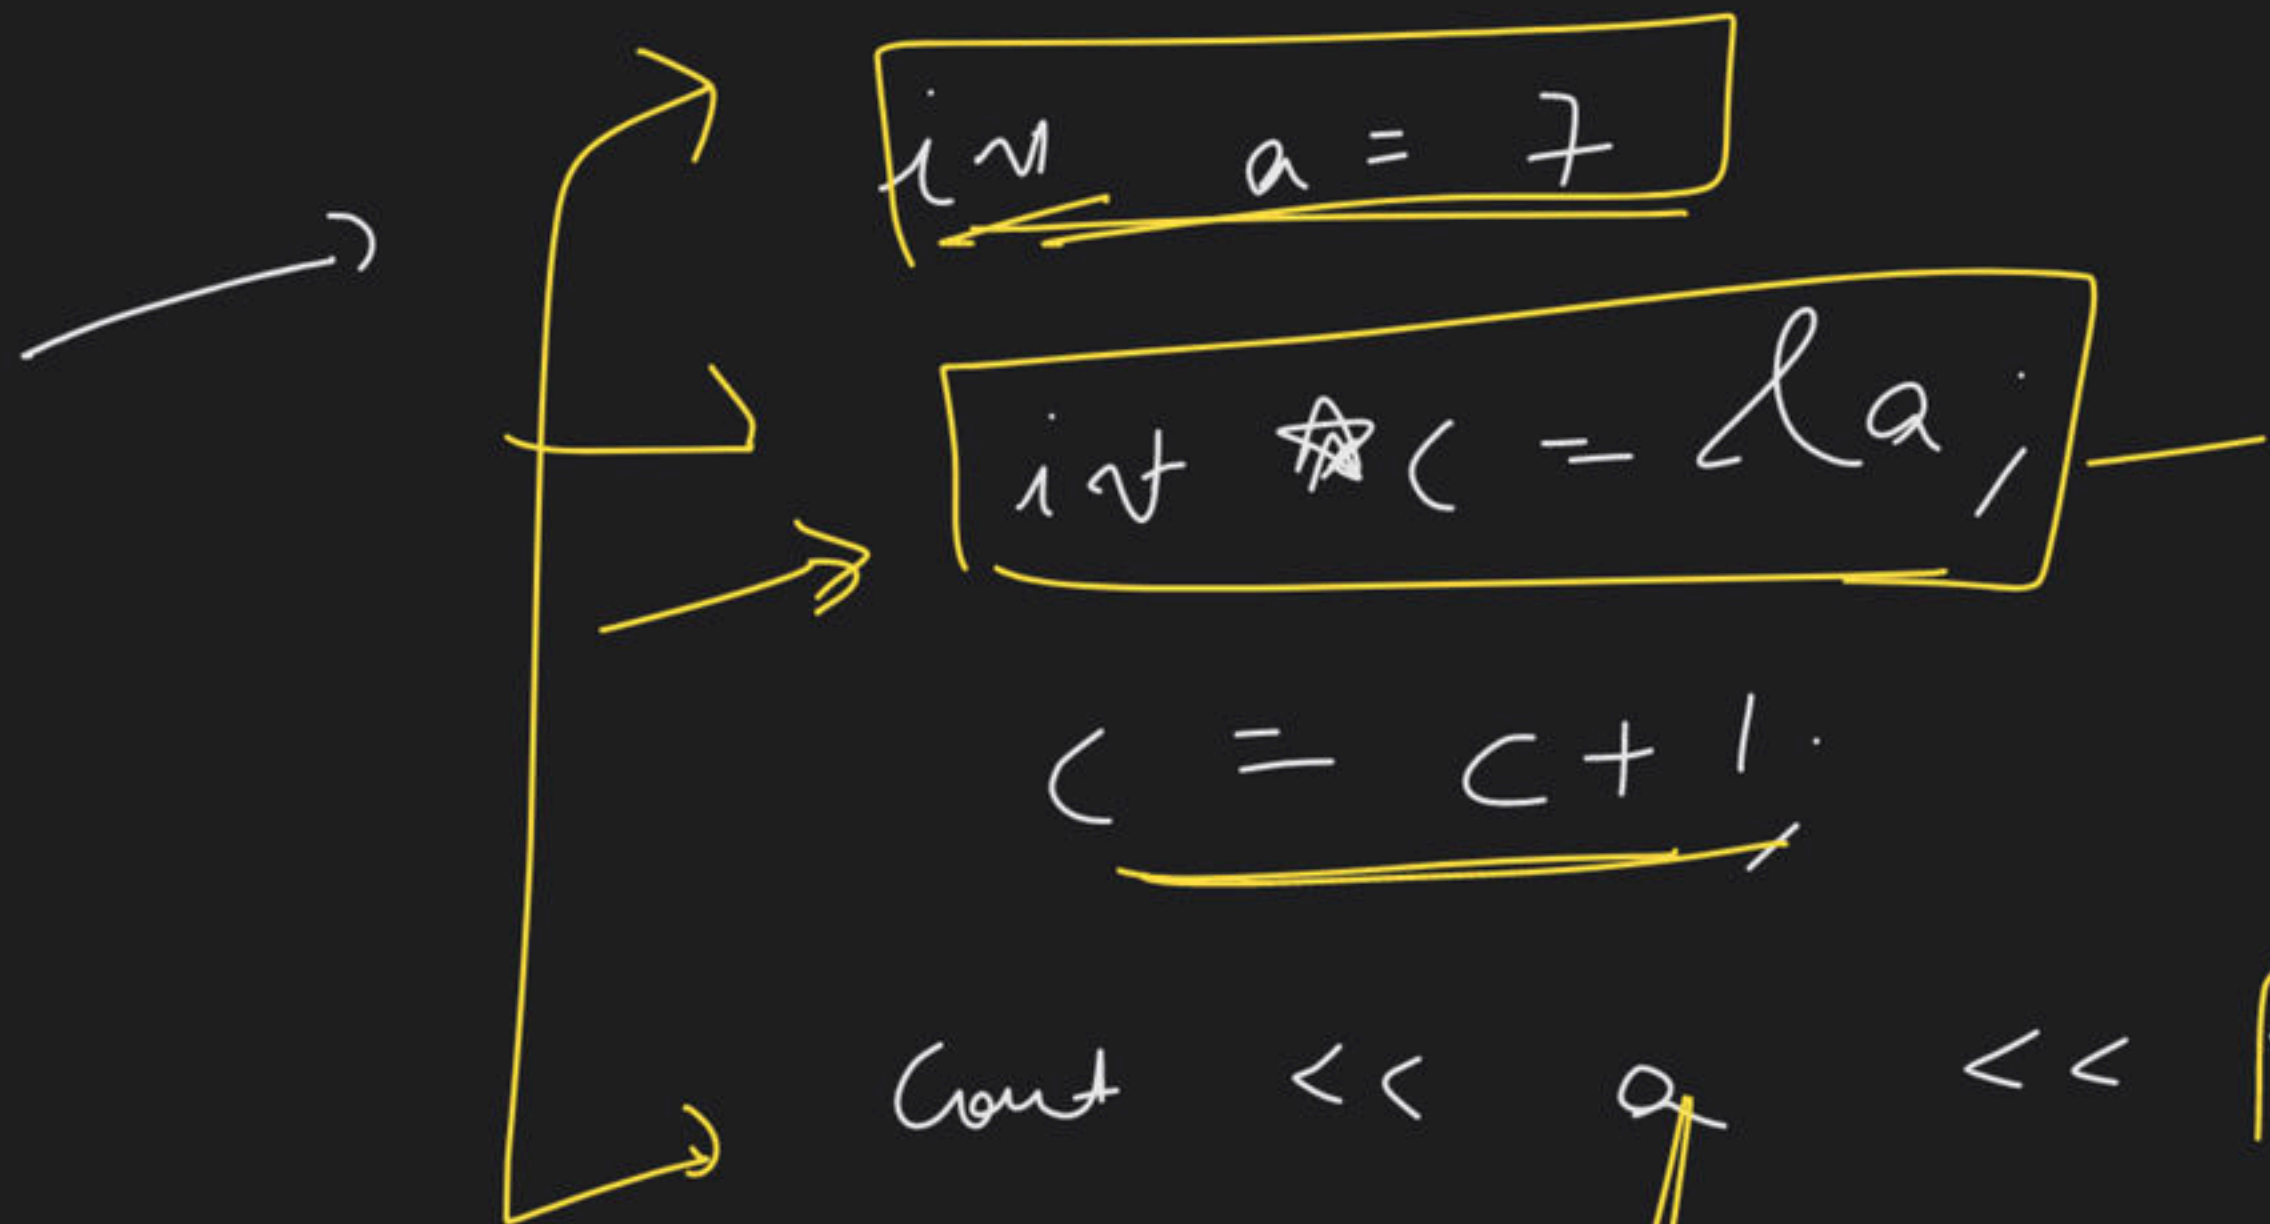 int a = 7
int *c = &a;
c = c + 1;
cout << a <<